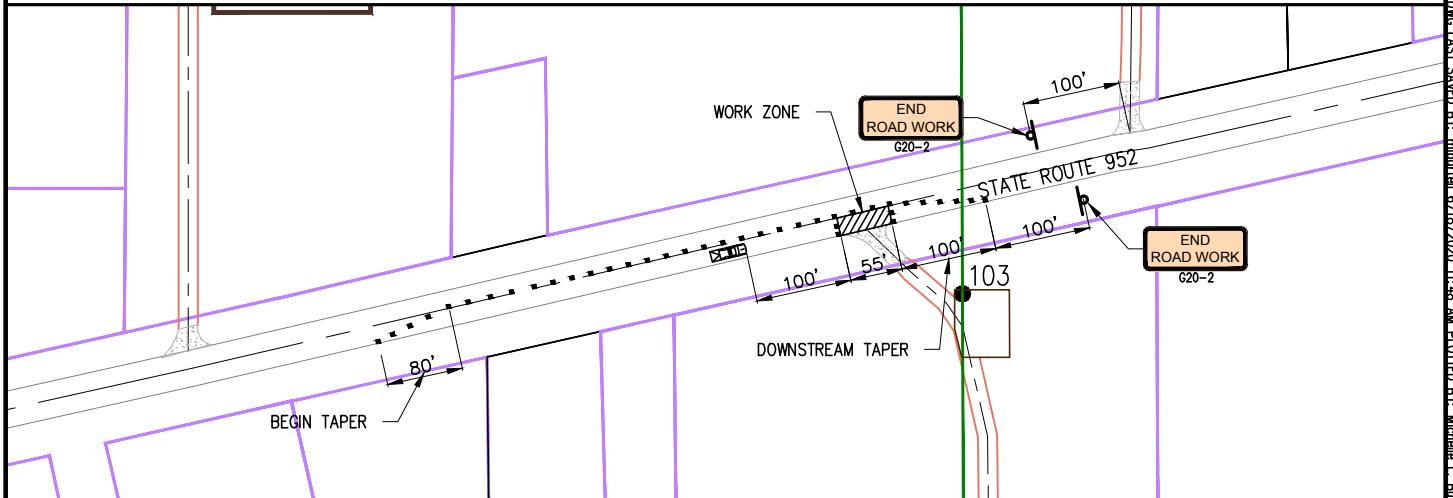 100'
WORK ZONE
END
ROAD WORK
G20-2
STATE ROUTE 952
END
ROAD WORK
G20-2
100'
55'
100'
100'
103
DOWNSTREAM TAPER
80'
BEGIN TAPER